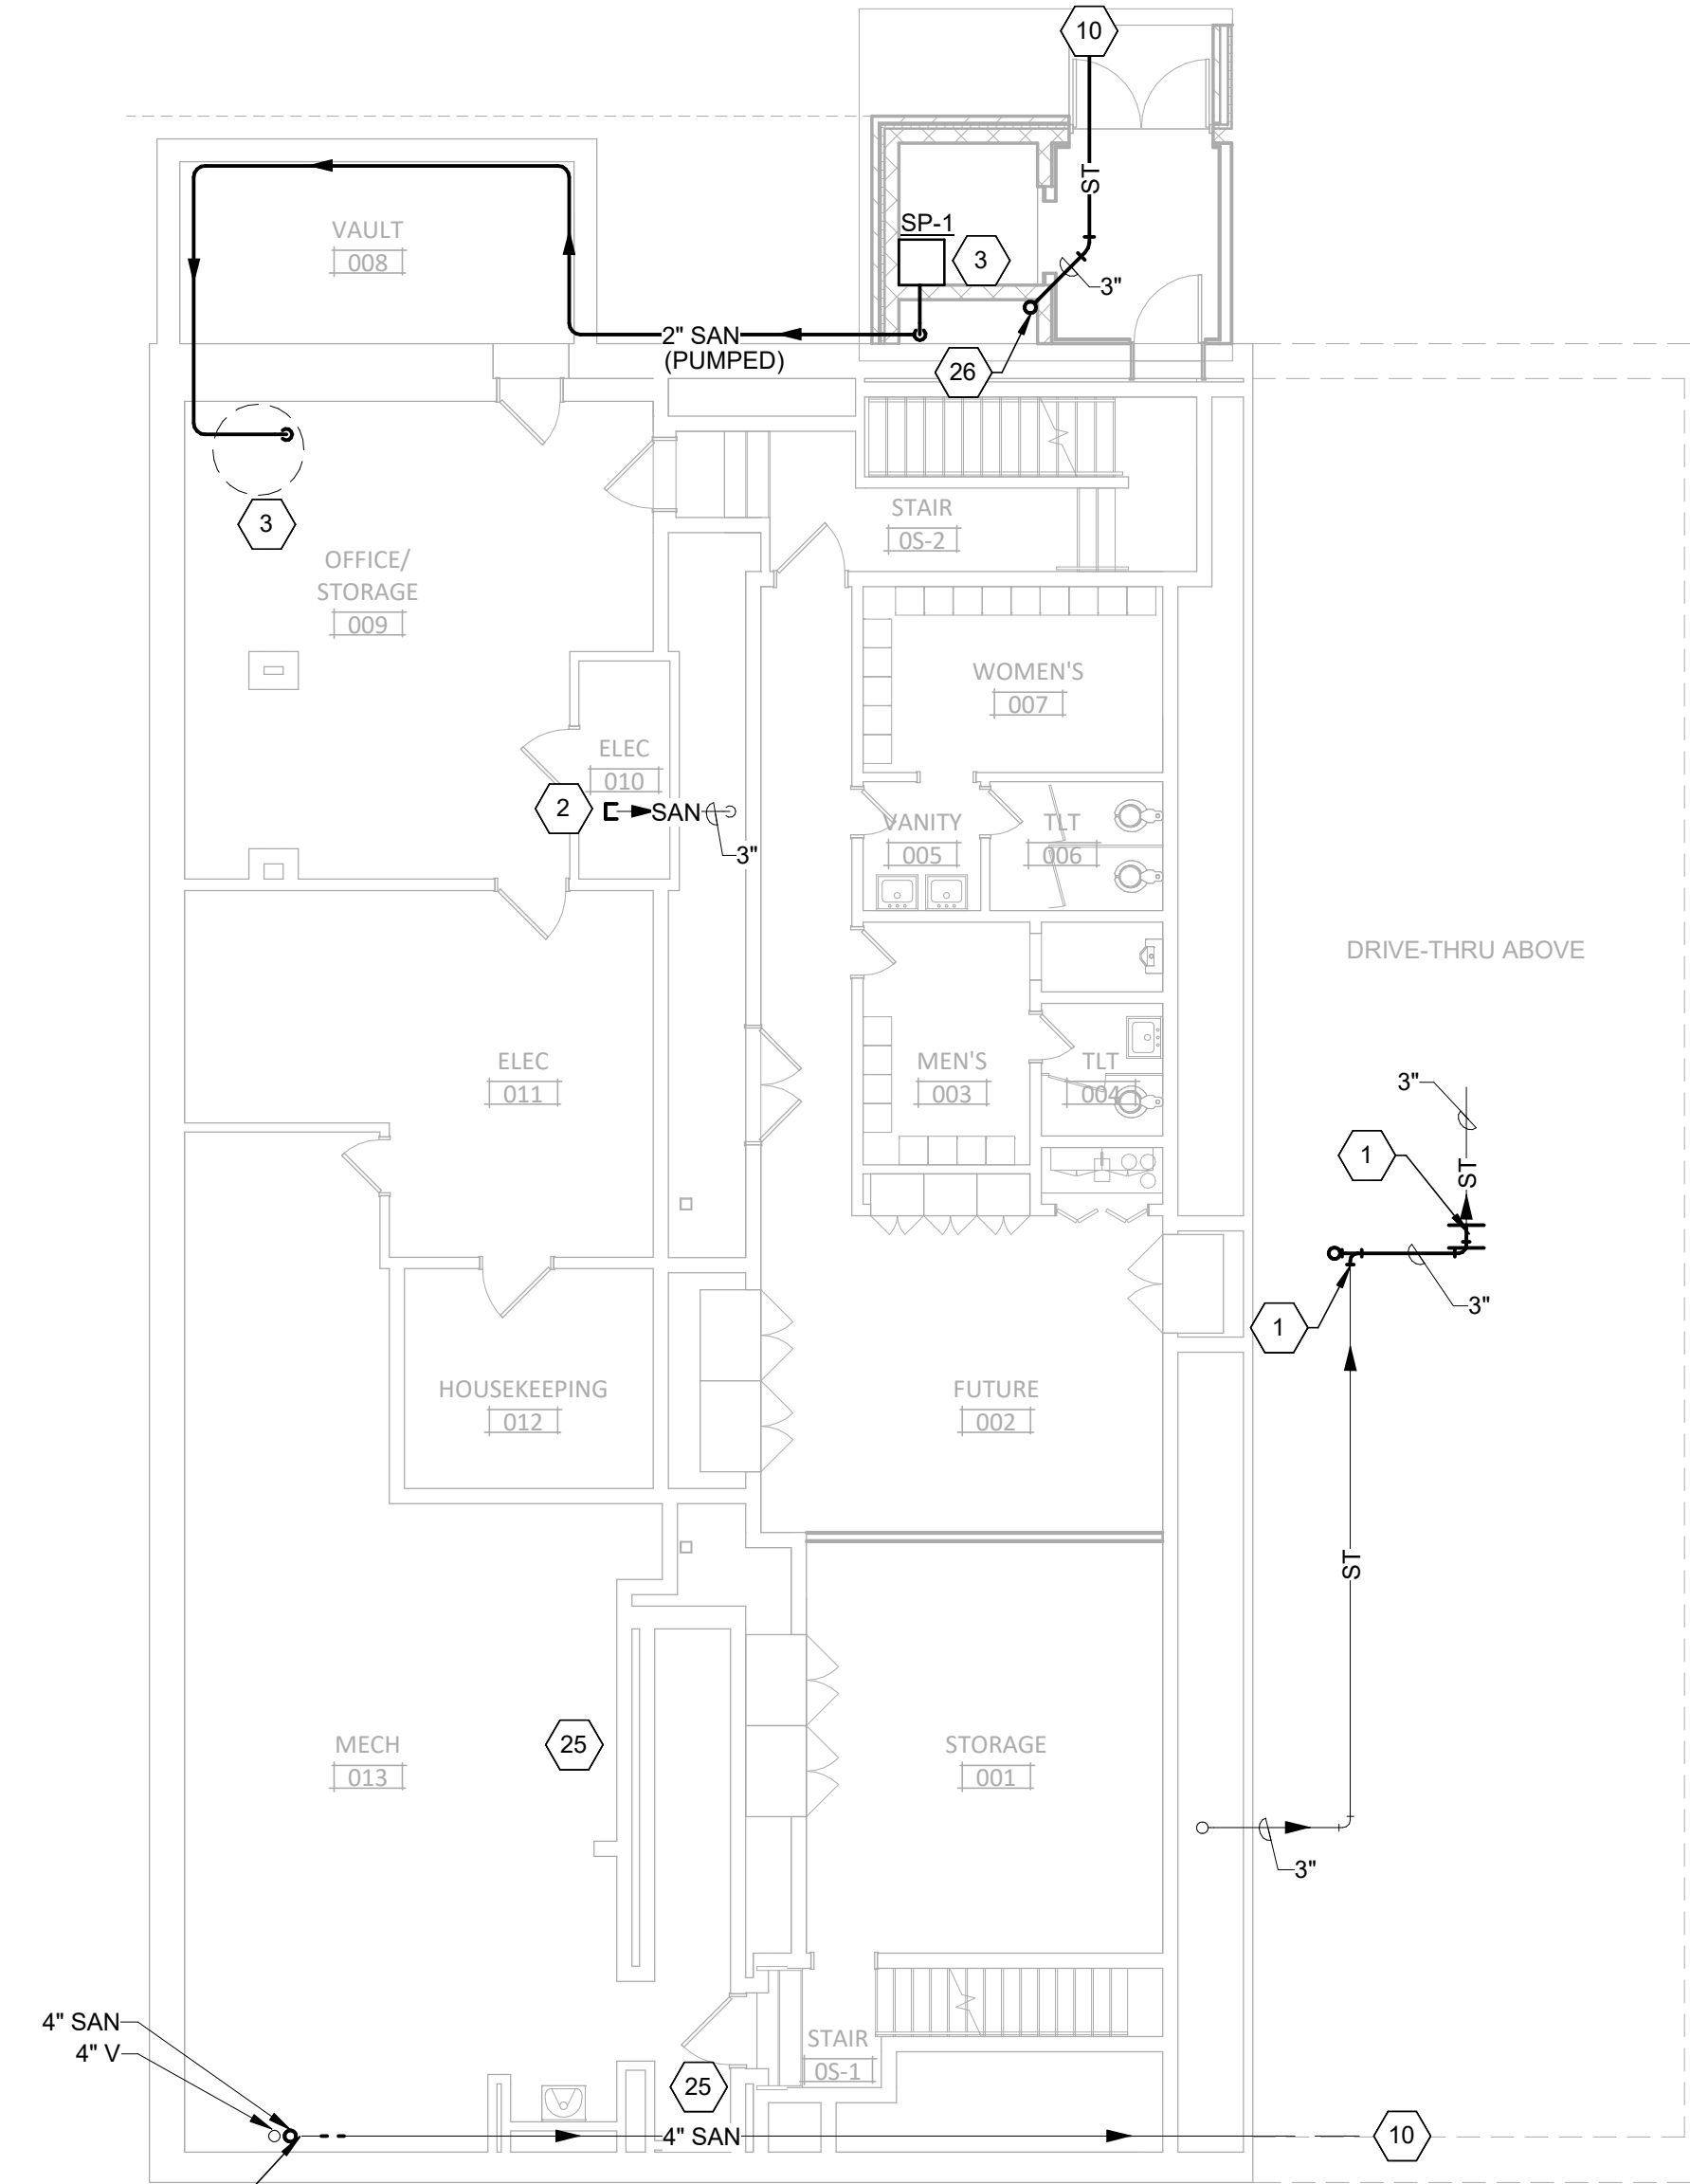 10
ST
SP-1
3
3"
VAULT
008
2" SAN
(PUMPED)
26
3
STAIR
0S-2
OFFICE/
STORAGE
009
WOMEN'S
007
ELEC
010
2
SAN
3"
VANITY
005
TLT
006
DRIVE-THRU ABOVE
ELEC
011
MEN'S
003
TLT
004
3"
1
ST
3"
1
HOUSEKEEPING
012
FUTURE
002
ST
MECH
013
25
STORAGE
001
3"
4" SAN
4" V
STAIR
0S-1
25
4" SAN
10